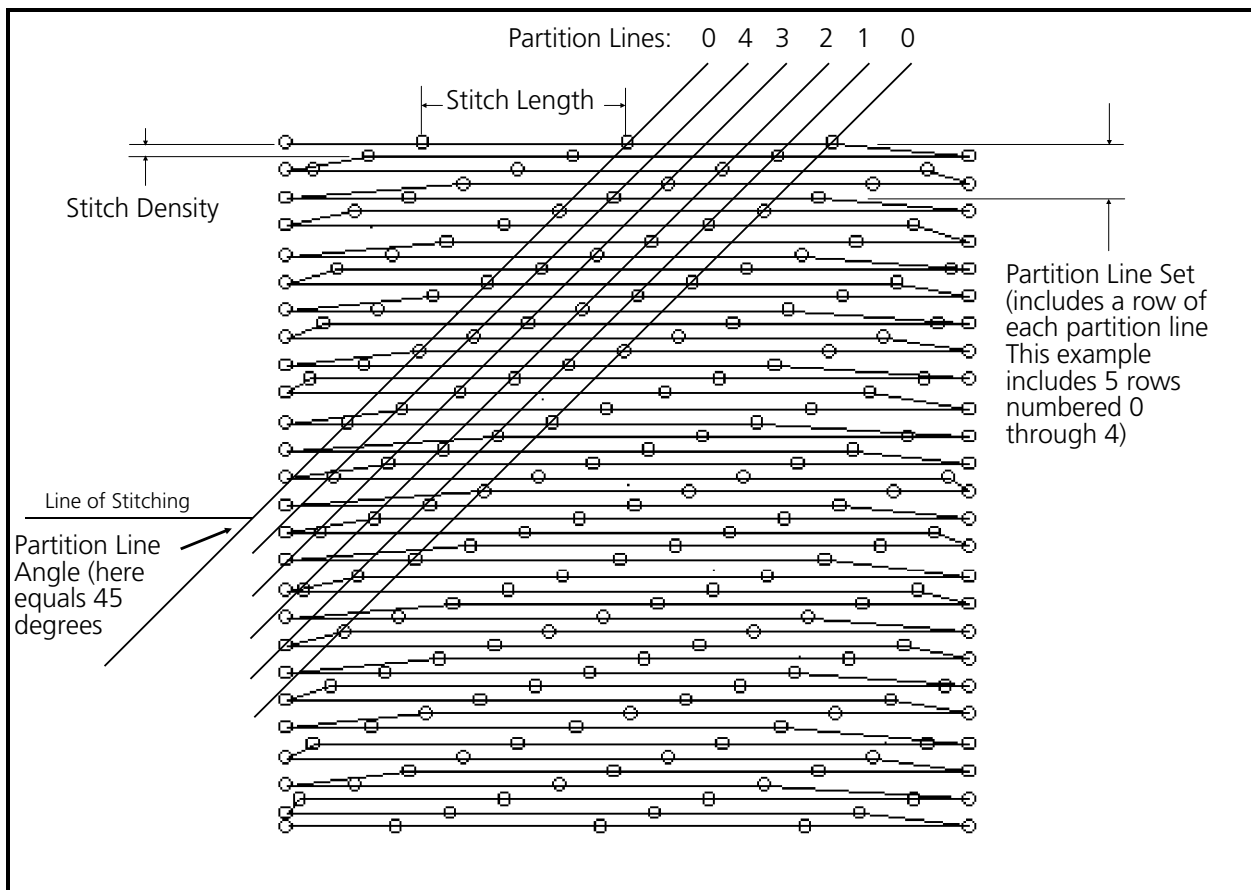 Partition Lines: 0 4 3 2 1 0
Stitch Length
Stitch Density
Partition Line Set
(includes a row of
each partition line
This example
includes 5 rows
numbered 0
through 4)
Line of Stitching
Partition Line
Angle (here
equals 45
degrees